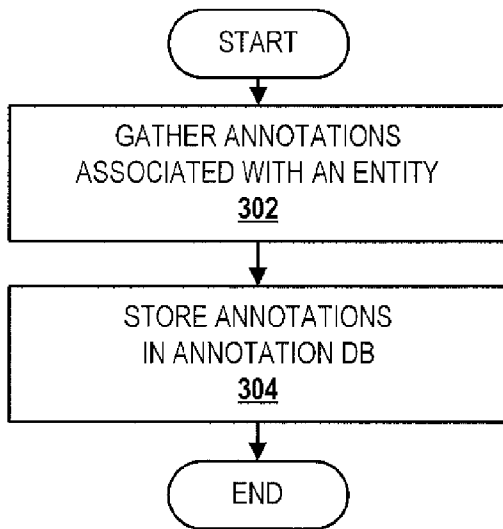 START
GATHER ANNOTATIONS
ASSOCIATED WITH AN ENTITY
302
STORE ANNOTATIONS
IN ANNOTATION DB
304
END